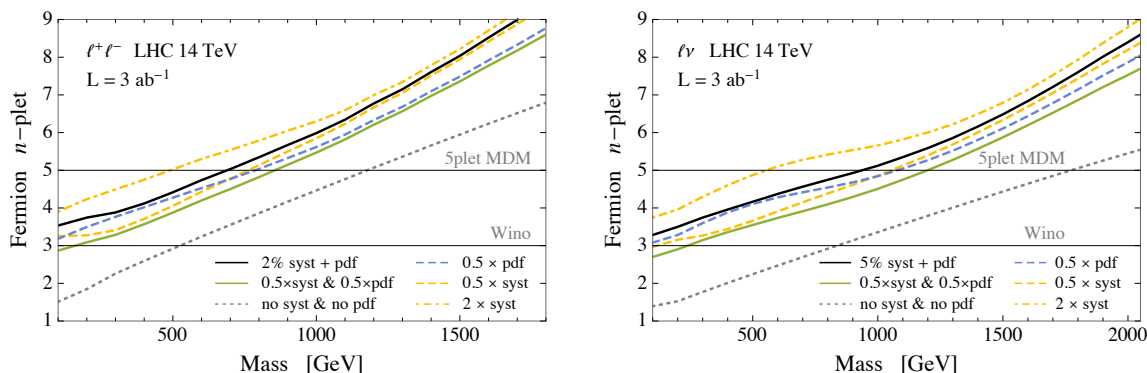 ℓ⁺ℓ⁻ LHC 14 TeV
L = 3 ab⁻¹
Fermion n−plet
9
8
7
6
5
4
3
2
1
5plet MDM
Wino
2% syst + pdf
0.5×syst & 0.5×pdf
no syst & no pdf
0.5 × pdf
0.5 × syst
2 × syst
500
1000
1500
Mass [GeV]
ℓν LHC 14 TeV
L = 3 ab⁻¹
Fermion n−plet
9
8
7
6
5
4
3
2
1
5plet MDM
Wino
5% syst + pdf
0.5×syst & 0.5×pdf
no syst & no pdf
0.5 × pdf
0.5 × syst
2 × syst
500
1000
1500
2000
Mass [GeV]